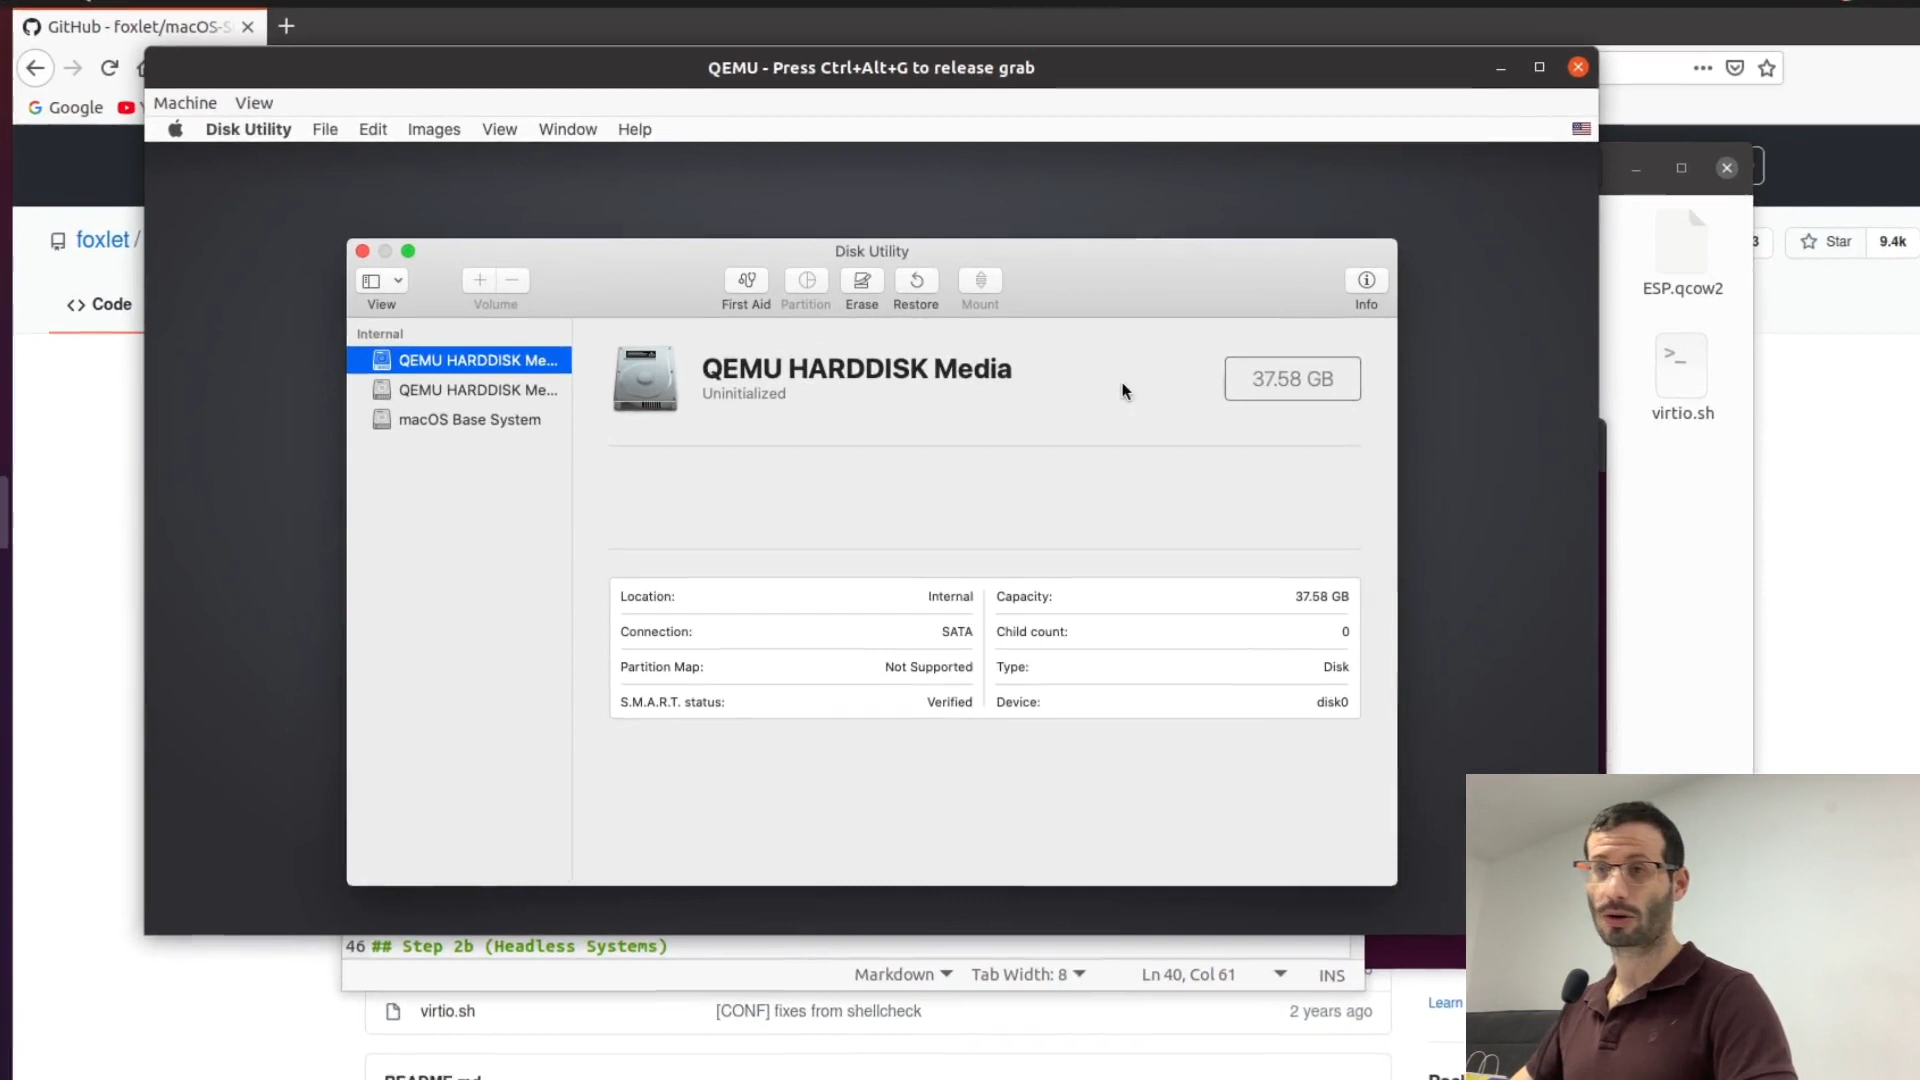 GitHub - foxlet/macOS-S
QEMU - Press Ctrl+Alt+G to release grab
Google
Machine View
Disk Utility File Edit Images View Window Help
foxlet /
3
Star
9.4k
Code
Disk Utility
View
Volume
First Aid
Partition
Erase
Restore
Mount
Info
Internal
QEMU HARDDISK Me...
QEMU HARDDISK Me...
macOS Base System
QEMU HARDDISK Media
Uninitialized
37.58 GB
Location: Internal
Capacity: 37.58 GB
Connection: SATA
Child count: 0
Partition Map: Not Supported
Type: Disk
S.M.A.R.T. status: Verified
Device: disk0
ESP.qcow2
>_
virtio.sh
46 ## Step 2b (Headless Systems)
Markdown Tab Width: 8 Ln 40, Col 61 INS
virtio.sh [CONF] fixes from shellcheck 2 years ago
Learn